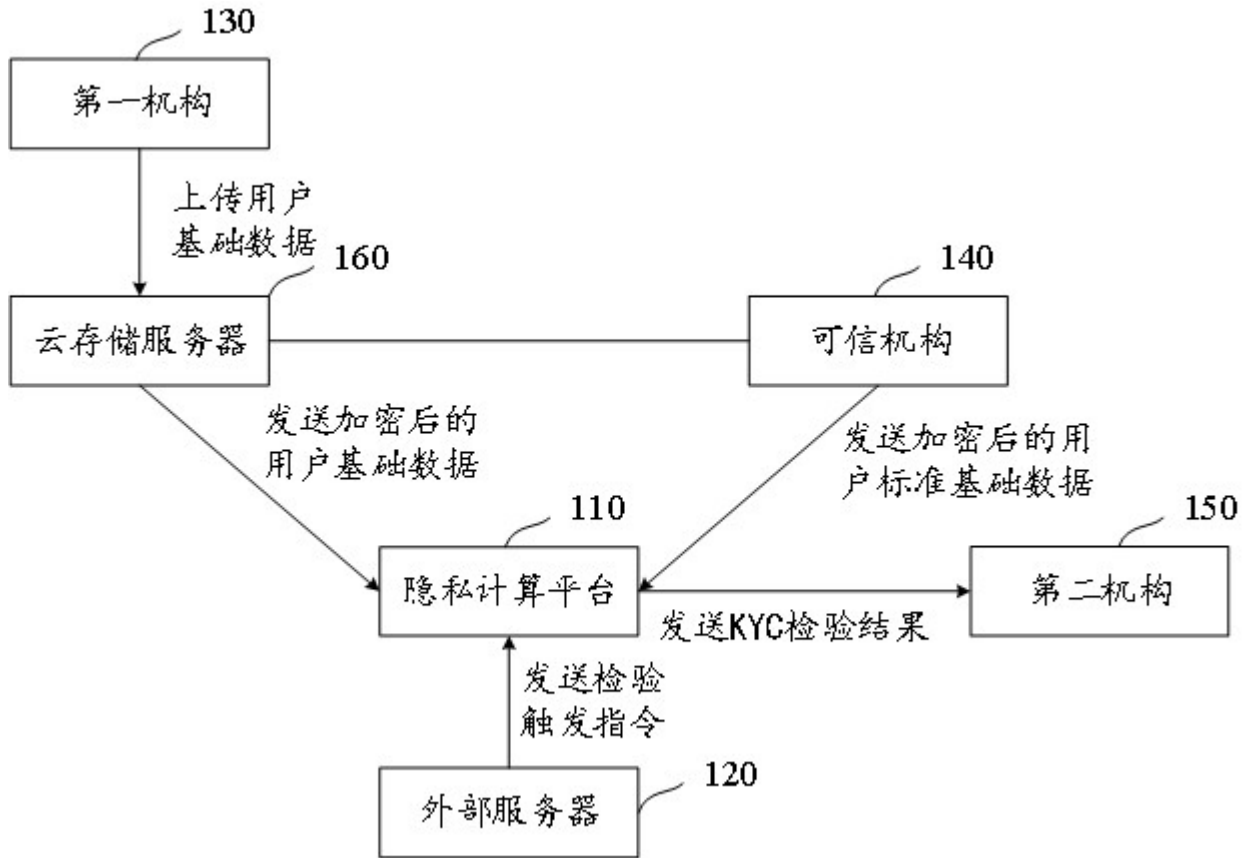 130
第一机构
上传用户
基础数据
160
140
云存储服务器
可信机构
发送加密后的
用户基础数据
发送加密后的用
户标准基础数据
110
150
隐私计算平台
第二机构
发送KYC检验结果
发送检验
触发指令
120
外部服务器